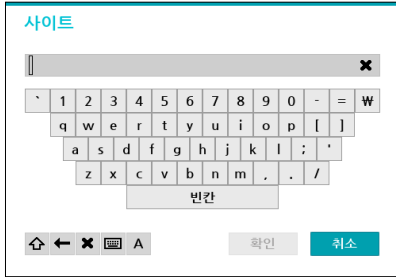 사이트
` 1 2 3 4 5 6 7 8 9 0 - = ₩
q w e r t y u i o p [ ]
a s d f g h j k l ; '
z x c v b n m , . /
빈칸
A 확인 취소